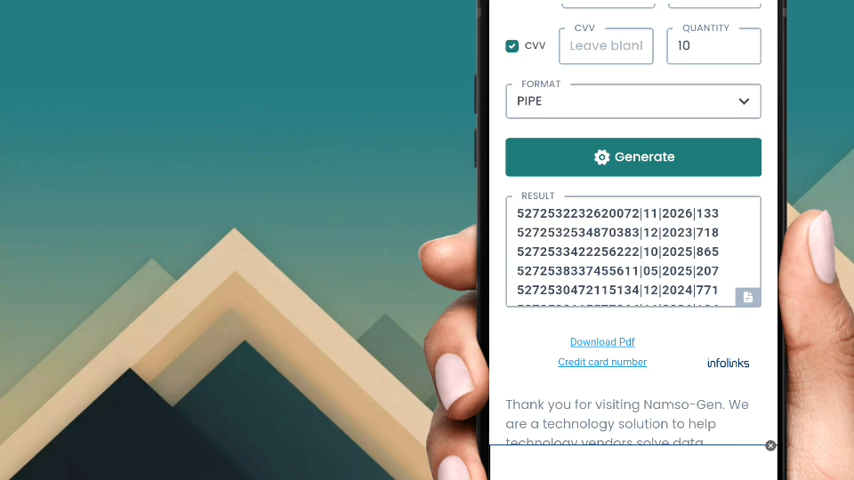 CVV
QUANTITY
CVV
Leave blanl
10
FORMAT
PIPE
Generate
RESULT
5272532232620072|11|2026|133
5272532534870383|12|2023|718
5272533422256222|10|2025|865
5272538337455611|05|2025|207
5272530472115134|12|2024|771
Download Pdf
Credit card number
infolinks
Thank you for visiting Namso-Gen. We
are a technology solution to help
technology vendors solve data